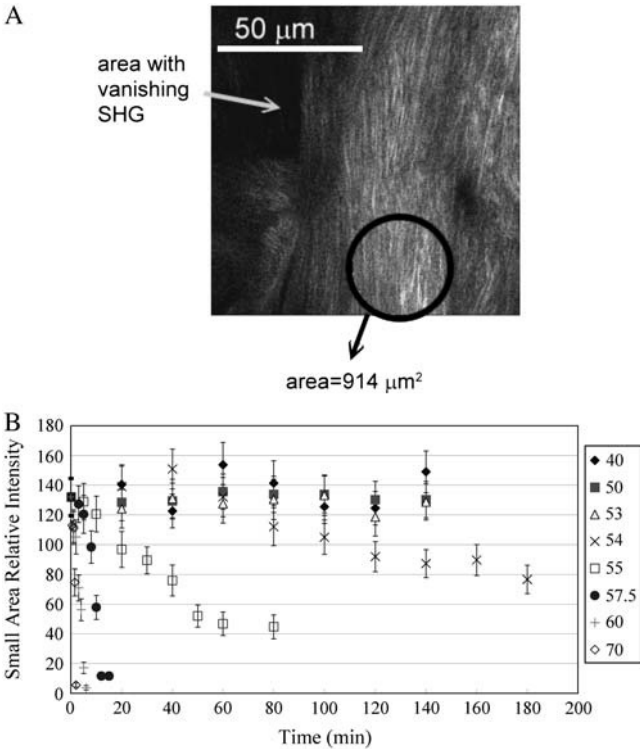 A
50 μm
area with
vanishing
SHG
area=914 μm²
B
180
160
140
120
100
80
60
40
20
0
Small Area Relative Intensity
0 20 40 60 80 100 120 140 160 180 200
Time (min)
40
50
53
54
55
57.5
60
70